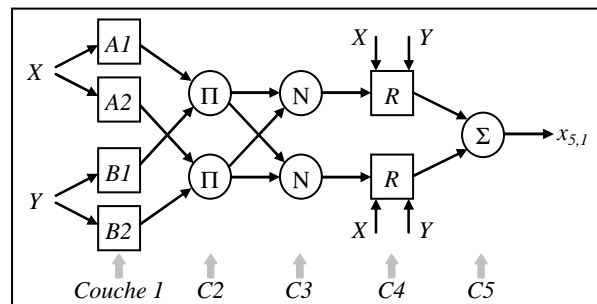 X Y
A1
X
A2
Π N R
x5,1
Σ
B1
Y
B2
Π N R
X Y
Couche 1 C2 C3 C4 C5